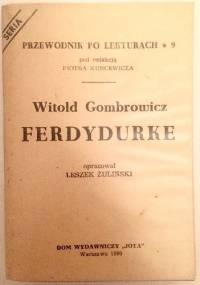 SERIA
PRZEWODNIK PO LEKTURACH • 9
pod redakcją
PIOTRA KUNCEWICZA
Witold Gombrowicz
FERDYDURKE
opracował
LESZEK ŻULIŃSKI
DOM WYDAWNICZY „JOTA”
Warszawa 1990